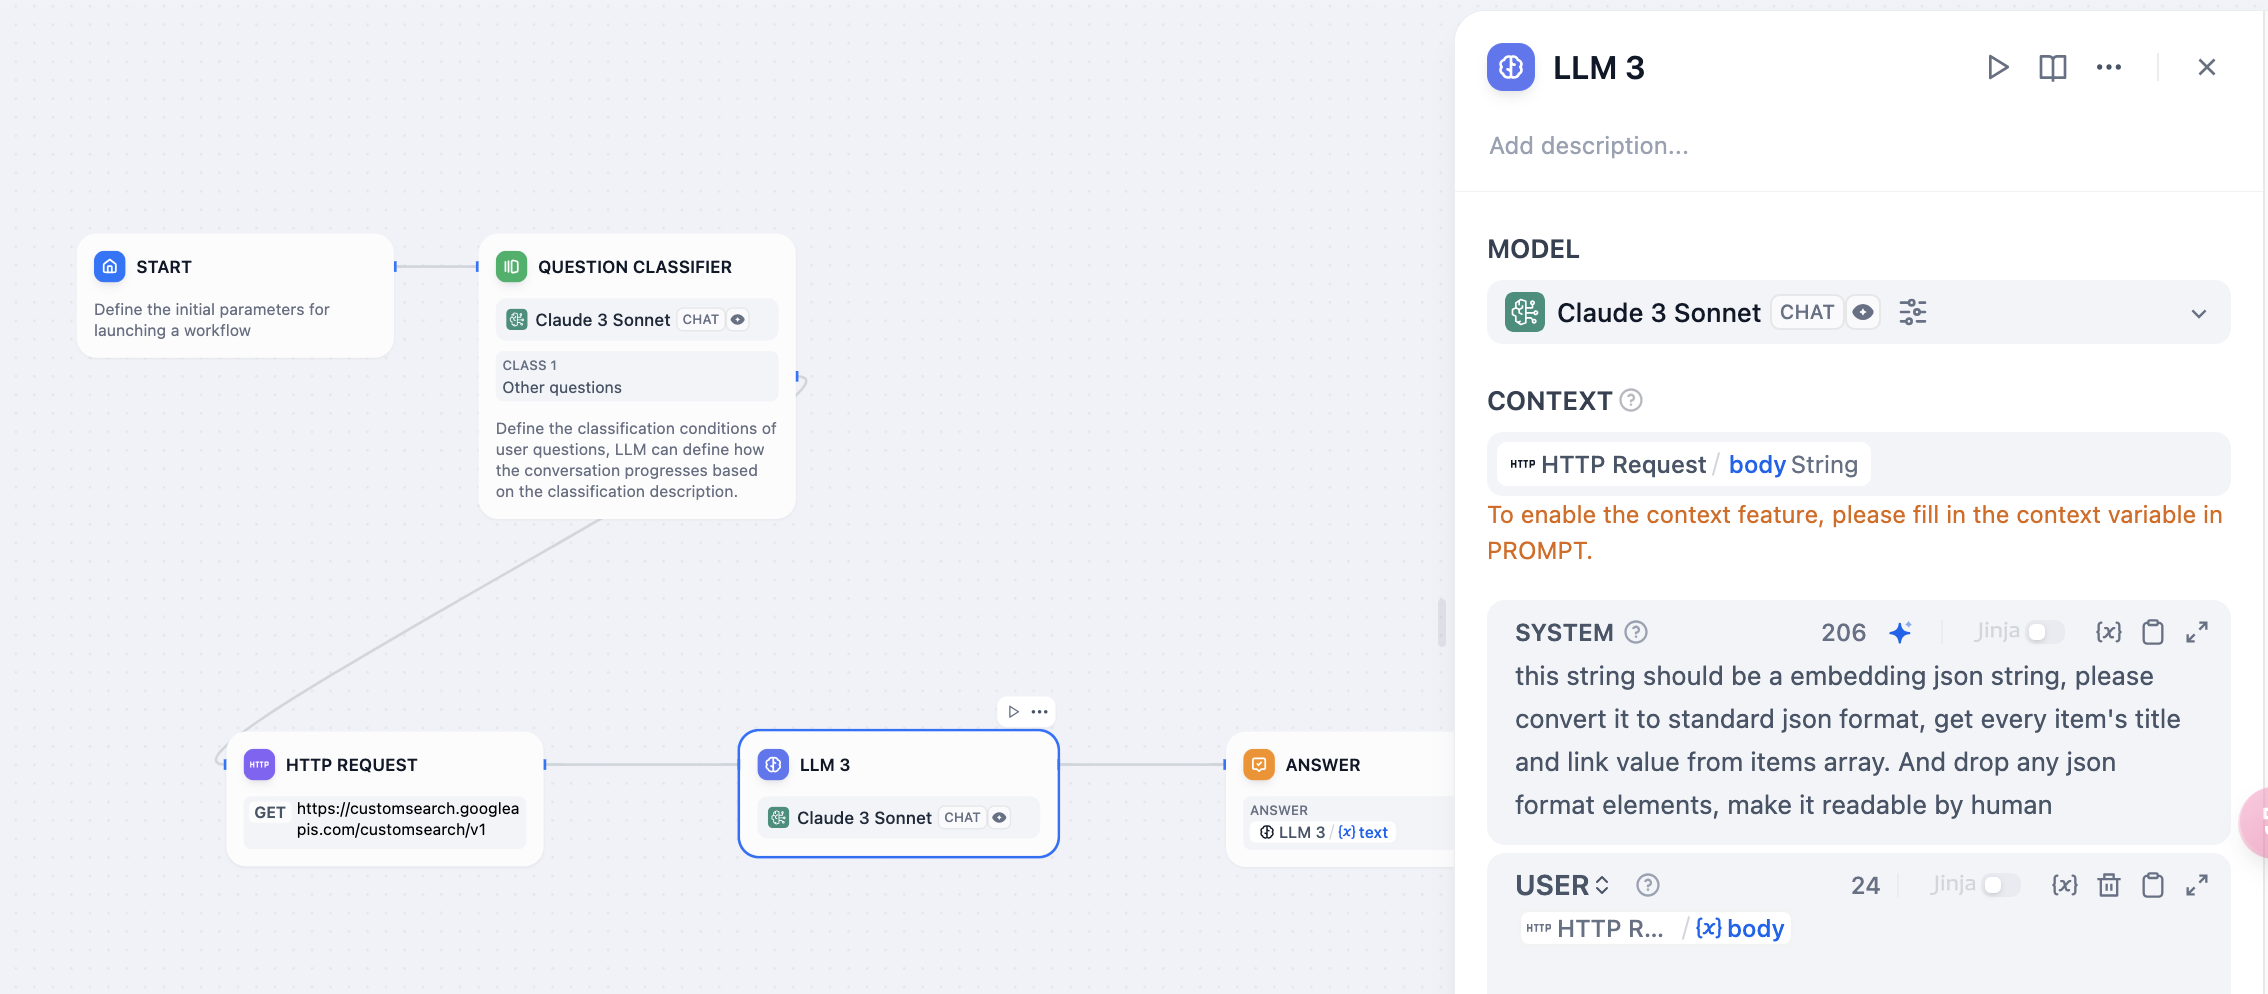 START
Define the initial parameters for
launching a workflow
QUESTION CLASSIFIER
Claude 3 Sonnet CHAT
CLASS 1
Other questions
Define the classification conditions of
user questions, LLM can define how
the conversation progresses based
on the classification description.
HTTP HTTP REQUEST
GET https://customsearch.googlea
pis.com/customsearch/v1
LLM 3
Claude 3 Sonnet CHAT
ANSWER
ANSWER
LLM 3 / {x} text
LLM 3
Add description...
MODEL
Claude 3 Sonnet CHAT
CONTEXT ?
HTTP HTTP Request / body String
To enable the context feature, please fill in the context variable in
PROMPT.
SYSTEM ? 206 Jinja {x}
this string should be a embedding json string, please
convert it to standard json format, get every item's title
and link value from items array. And drop any json
format elements, make it readable by human
USER ? 24 Jinja {x}
HTTP HTTP R... / {x} body